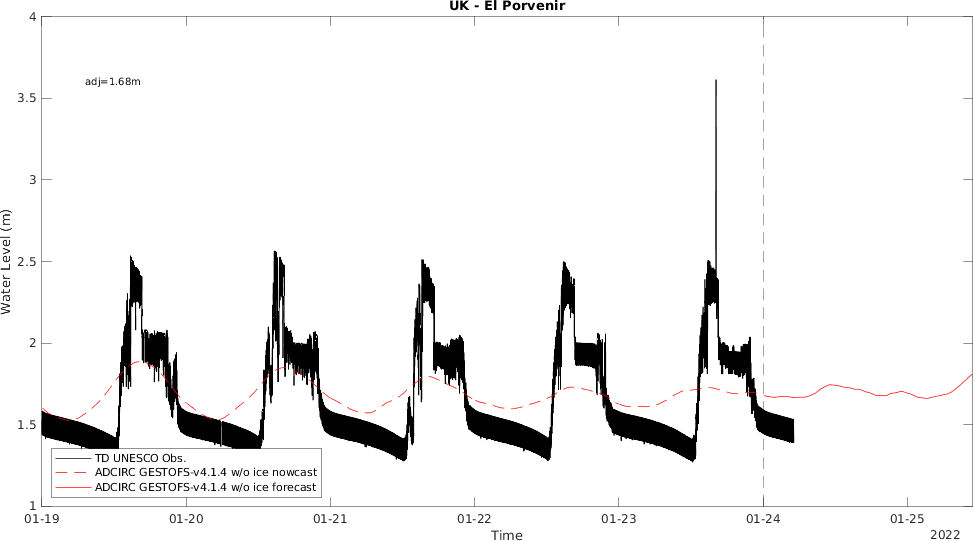 UK - El Porvenir
adj=1.68m
Water Level (m)
4
3.5
3
2.5
2
1.5
1
TD UNESCO Obs.
ADCIRC GESTOFS-v4.1.4 w/o ice nowcast
ADCIRC GESTOFS-v4.1.4 w/o ice forecast
01-19 01-20 01-21 01-22 01-23 01-24 01-25
Time
2022